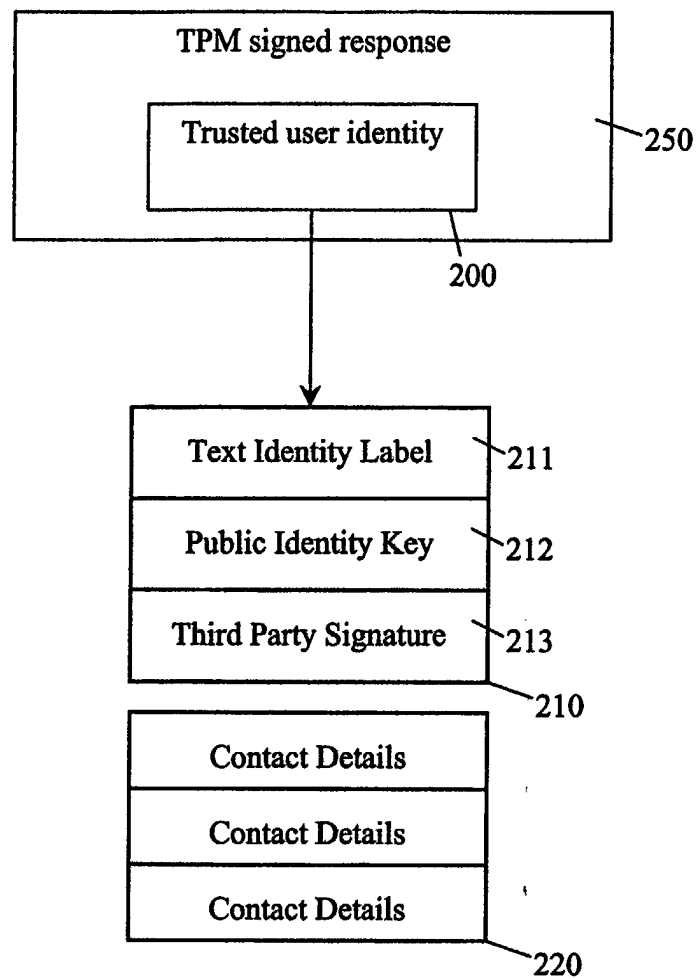 TPM signed response
Trusted user identity
250
200
Text Identity Label
211
Public Identity Key
212
Third Party Signature
213
210
Contact Details
Contact Details
Contact Details
220